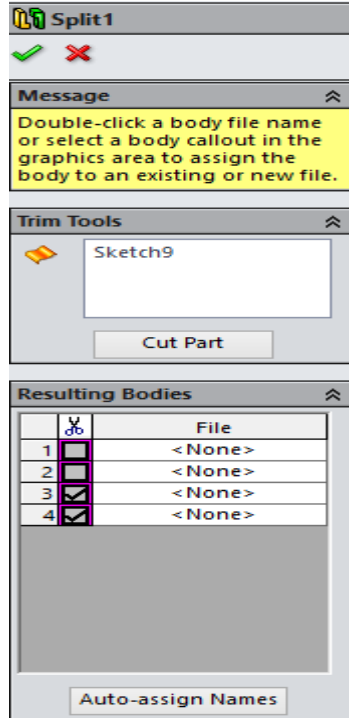 Split1
Message
Double-click a body file name
or select a body callout in the
graphics area to assign the
body to an existing or new file.
Trim Tools
Sketch9
Cut Part
Resulting Bodies
File
1 <None>
2 <None>
3 <None>
4 <None>
Auto-assign Names